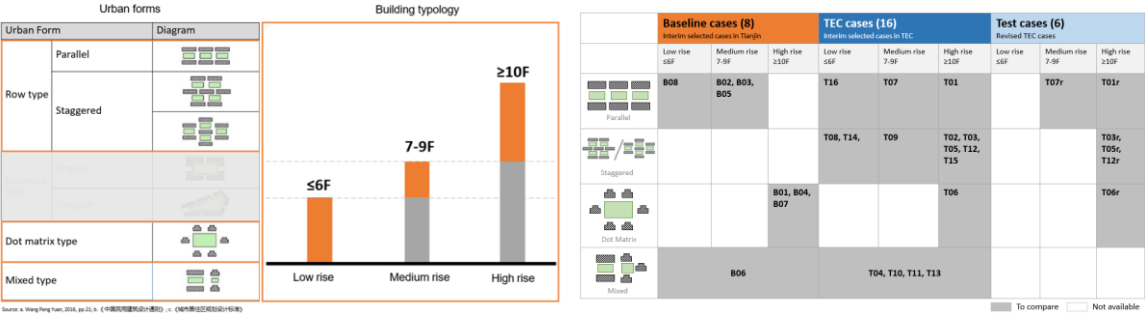 Urban forms
Urban Form
Diagram
Row type
Parallel
Staggered
Dot matrix type
Mixed type
Building typology
≤6F
7-9F
≥10F
Low rise
Medium rise
High rise
Source: a. Wang Peng Yuan, 2016, pp 21; b.《中国民用建筑设计通则》; c.《城市居住区规划设计标准》
Baseline cases (8)
Interim selected cases in Tianjin
TEC cases (16)
Interim selected cases in TEC
Test cases (6)
Revised TEC cases
Low rise
≤6F
Medium rise
7-9F
High rise
≥10F
Low rise
≤6F
Medium rise
7-9F
High rise
≥10F
Low rise
≤6F
Medium rise
7-9F
High rise
≥10F
Parallel
B08
B02, B03,
B05
T16
T07
T01
T07r
T01r
Staggered
T08, T14,
T09
T02, T03,
T05, T12,
T15
T03r,
T05r,
T12r
Dot Matrix
B01, B04,
B07
T06
T06r
Mixed
B06
T04, T10, T11, T13
To compare
Not available